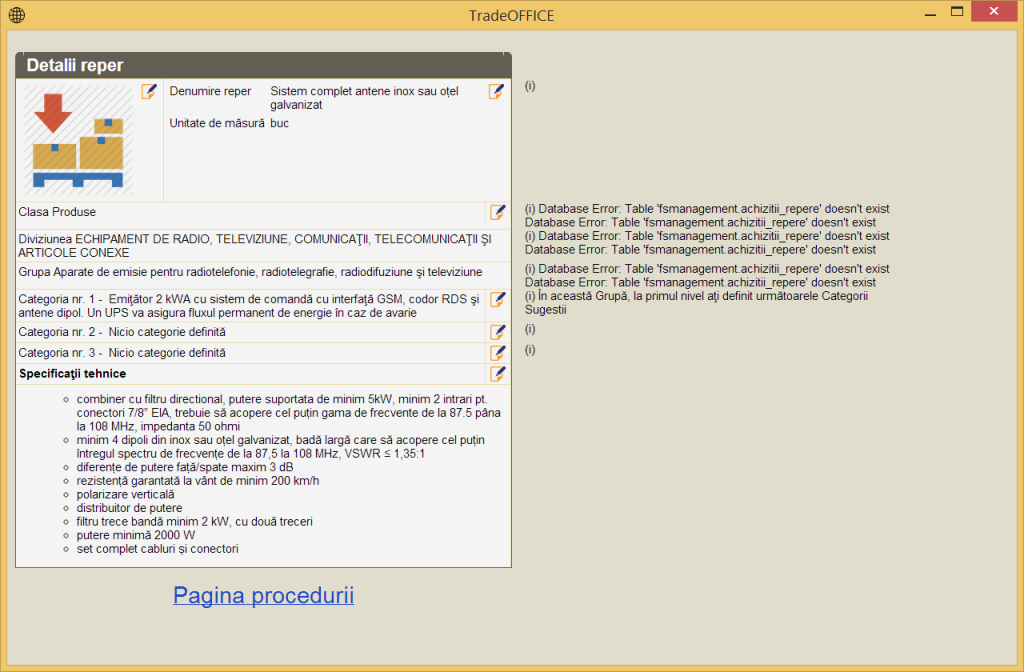 TradeOFFICE
Detalii reper
Denumire reper Sistem complet antene inox sau oțel
galvanizat
Unitate de măsură buc
(i)
Clasa Produse
(i) Database Error: Table 'fsmanagement.achizitii_repere' doesn't exist
Database Error: Table 'fsmanagement.achizitii_repere' doesn't exist
Diviziunea ECHIPAMENT DE RADIO, TELEVIZIUNE, COMUNICAŢII, TELECOMUNICAŢII ŞI
ARTICOLE CONEXE
(i) Database Error: Table 'fsmanagement.achizitii_repere' doesn't exist
Database Error: Table 'fsmanagement.achizitii_repere' doesn't exist
Grupa Aparate de emisie pentru radiotelefonie, radiotelegrafie, radiodifuziune şi televiziune
(i) Database Error: Table 'fsmanagement.achizitii_repere' doesn't exist
Database Error: Table 'fsmanagement.achizitii_repere' doesn't exist
Categoria nr. 1 - Emiţător 2 kWA cu sistem de comandă cu interfaţă GSM, codor RDS şi
antene dipol. Un UPS va asigura fluxul permanent de energie în caz de avarie
(i) În această Grupă, la primul nivel aţi definit următoarele Categorii
Sugestii
Categoria nr. 2 - Nicio categorie definită
(i)
Categoria nr. 3 - Nicio categorie definită
(i)
Specificaţii tehnice
combiner cu filtru directional, putere suportata de minim 5kW, minim 2 intrari pt.
conectori 7/8” EIA, trebuie să acopere cel puțin gama de frecvente de la 87.5 pâna
la 108 MHz, impedanta 50 ohmi
minim 4 dipoli din inox sau oțel galvanizat, badă largă care să acopere cel puțin
întregul spectru de frecvențe de la 87,5 la 108 MHz, VSWR ≤ 1,35:1
diferențe de putere față/spate maxim 3 dB
rezistență garantată la vânt de minim 200 km/h
polarizare verticală
distribuitor de putere
filtru trece bandă minim 2 kW, cu două treceri
putere minimă 2000 W
set complet cabluri și conectori
Pagina procedurii